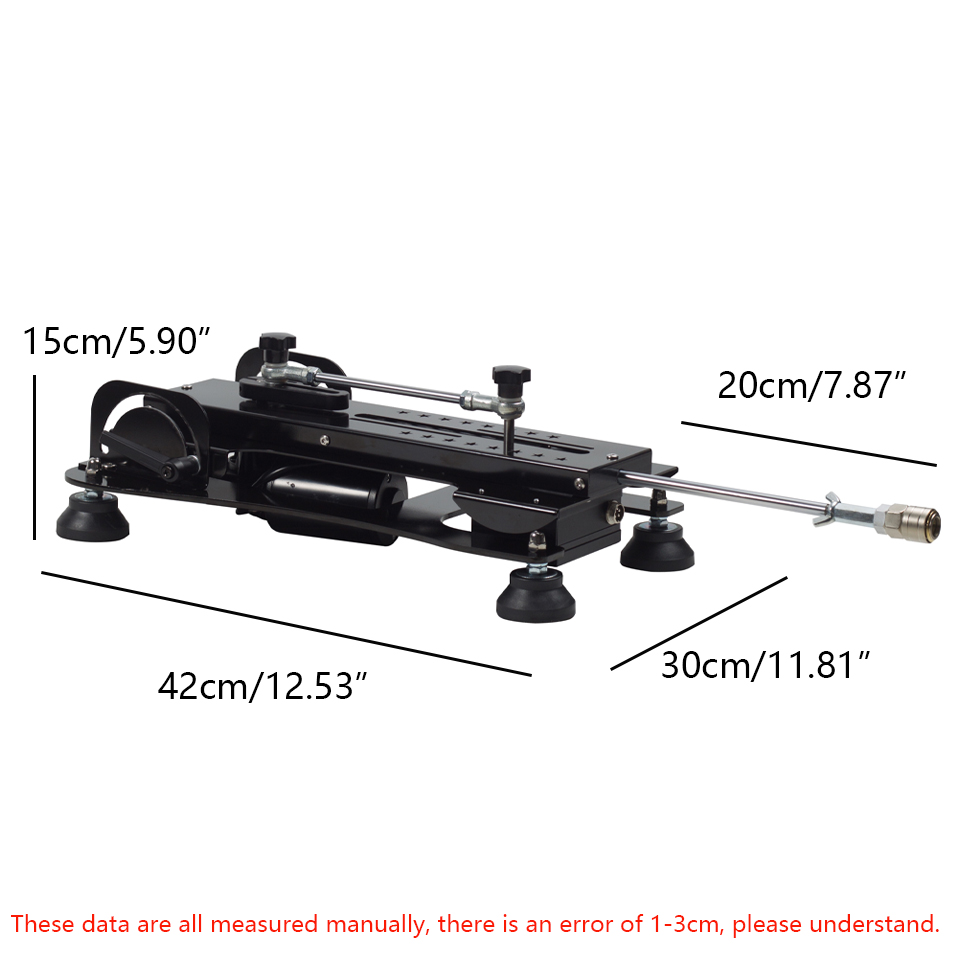 15cm/5.90″
20cm/7.87″
30cm/11.81″
42cm/12.53″
These data are all measured manually, there is an error of 1-3cm, please understand.